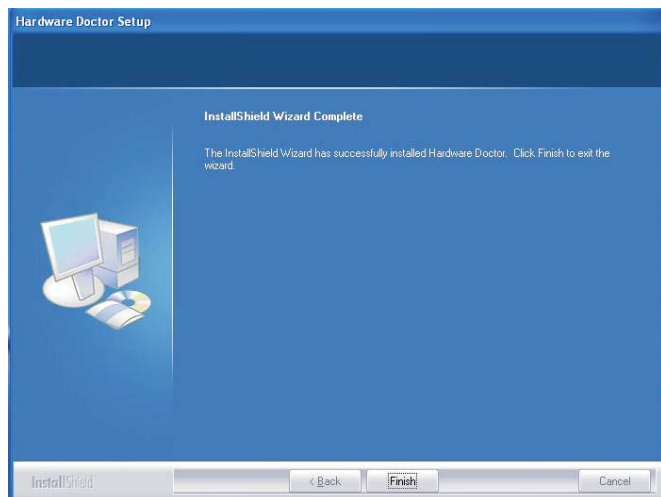 Hardware Doctor Setup
InstallShield Wizard Complete
The InstallShield Wizard has successfully installed Hardware Doctor. Click Finish to exit the
wizard.
InstallShield
< Back
Finish
Cancel